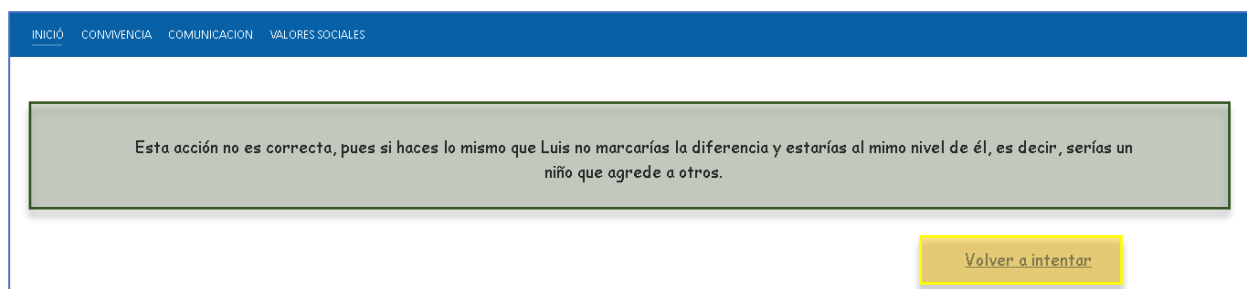 INICIÓ CONVIVENCIA COMUNICACION VALORES SOCIALES
Esta acción no es correcta, pues si haces lo mismo que Luis no marcarías la diferencia y estarías al mimo nivel de él, es decir, serías un
niño que agrede a otros.
Volver a intentar